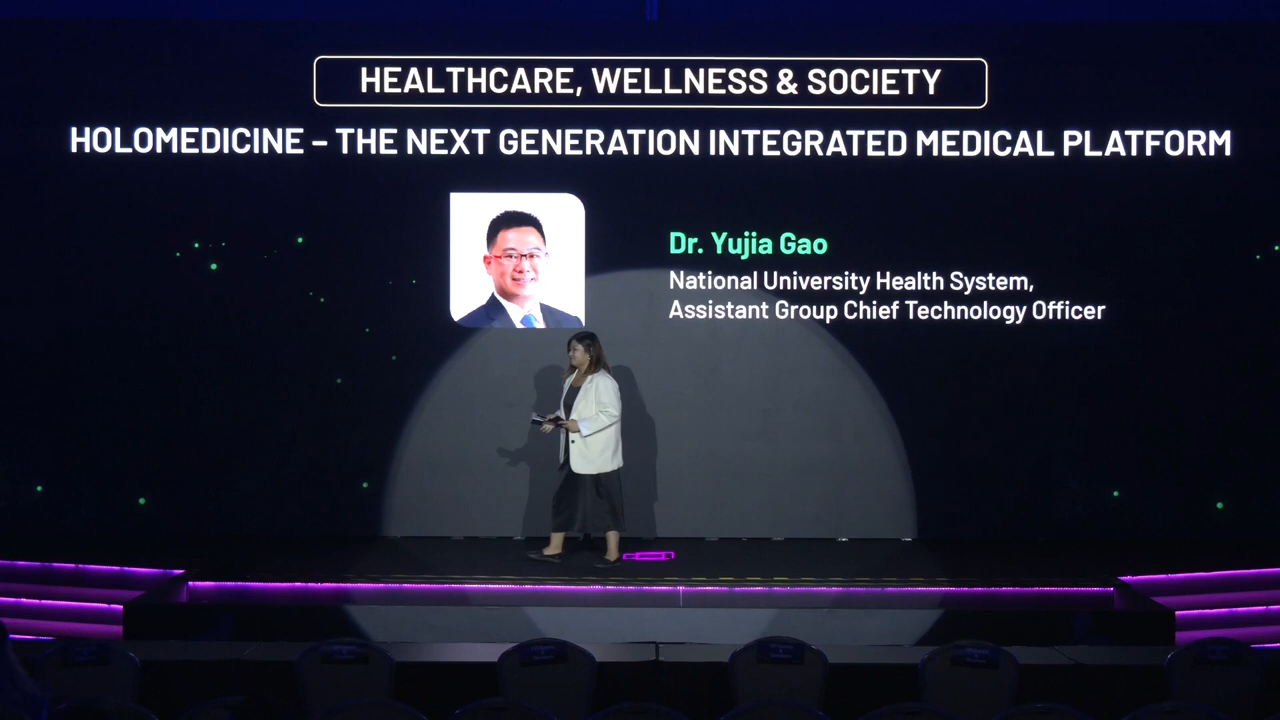 HEALTHCARE, WELLNESS & SOCIETY
HOLOMEDICINE – THE NEXT GENERATION INTEGRATED MEDICAL PLATFORM
Dr. Yujia Gao
National University Health System,
Assistant Group Chief Technology Officer